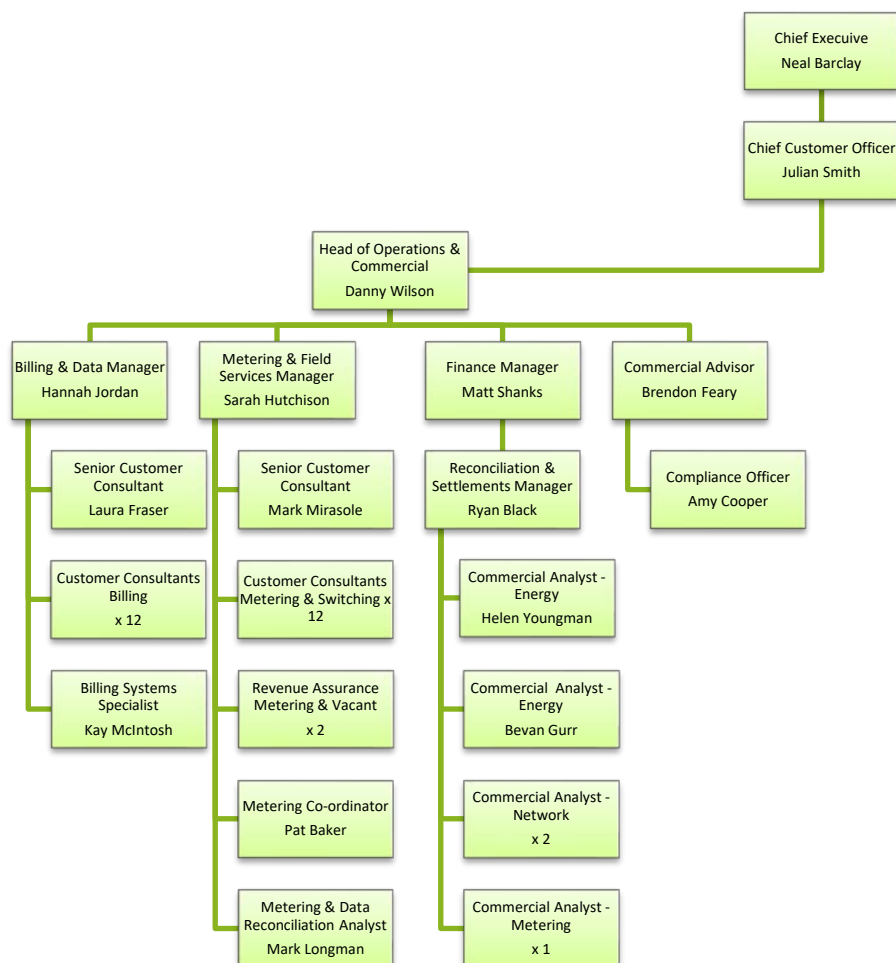 Chief Execuive
Neal Barclay
Chief Customer Officer
Julian Smith
Head of Operations &
Commercial
Danny Wilson
Billing & Data Manager
Hannah Jordan
Metering & Field
Services Manager
Sarah Hutchison
Finance Manager
Matt Shanks
Commercial Advisor
Brendon Feary
Senior Customer
Consultant
Laura Fraser
Senior Customer
Consultant
Mark Mirasole
Reconciliation &
Settlements Manager
Ryan Black
Compliance Officer
Amy Cooper
Customer Consultants
Billing
x 12
Customer Consultants
Metering & Switching x
12
Commercial Analyst -
Energy
Helen Youngman
Billing Systems
Specialist
Kay McIntosh
Revenue Assurance
Metering & Vacant
x 2
Commercial Analyst -
Energy
Bevan Gurr
Metering Co-ordinator
Pat Baker
Commercial Analyst -
Network
x 2
Metering & Data
Reconciliation Analyst
Mark Longman
Commercial Analyst -
Metering
x 1